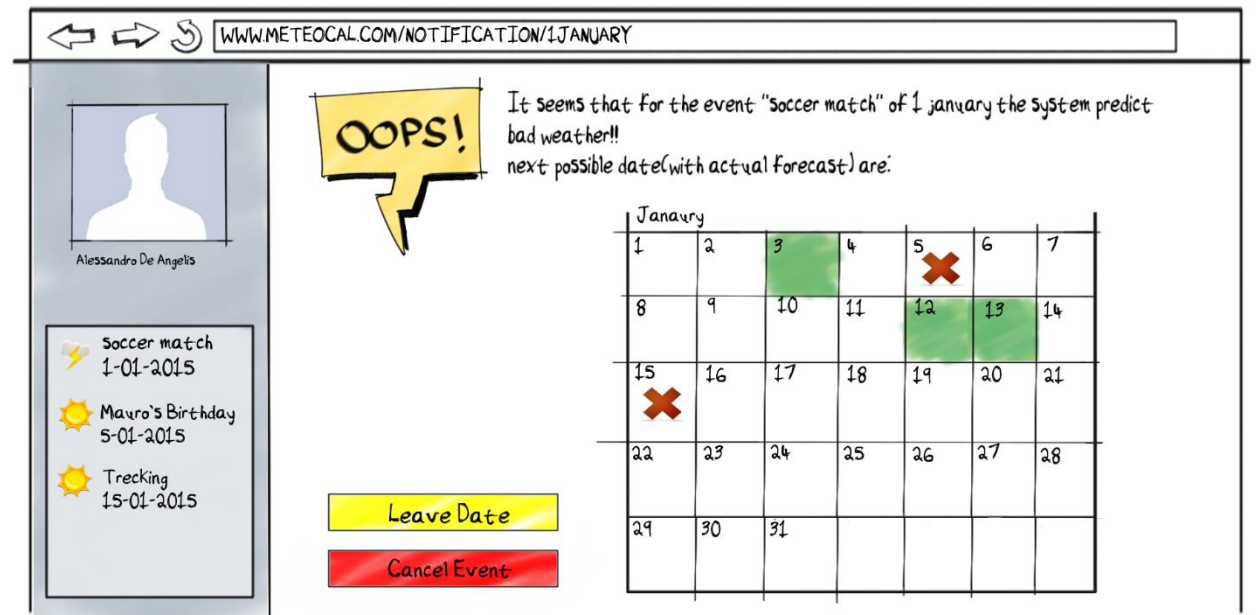 WWW.METEOCAL.COM/NOTIFICATION/1JANUARY
Alessandro De Angelis
Soccer match
1-01-2015
Mauro's Birthday
5-01-2015
Trecking
15-01-2015
OOPS!
It seems that for the event "soccer match" of 1 january the system predict
bad weather!!
next possible date(with actual forecast) are:
Janaury
1 2 3 4 5 6 7
8 9 10 11 12 13 14
15 16 17 18 19 20 21
22 23 24 25 26 27 28
29 30 31
Leave Date
Cancel Event